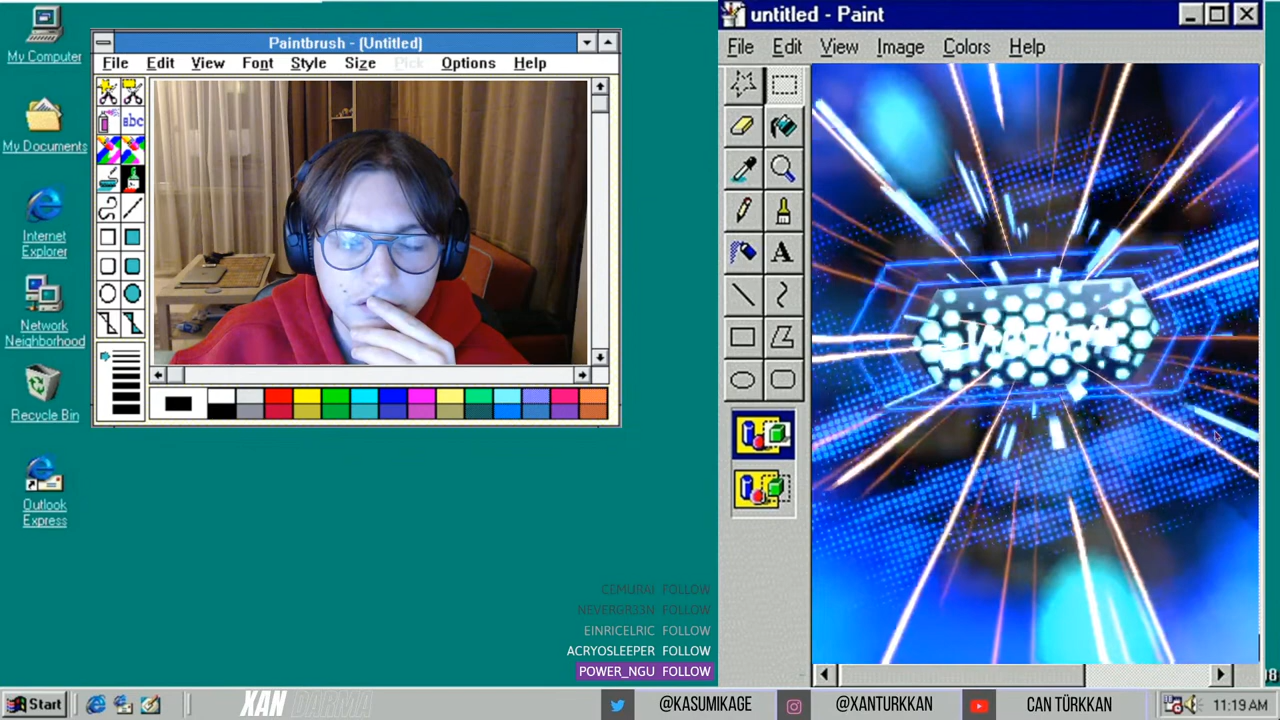 My Computer
My Documents
Internet
Explorer
Network
Neighborhood
Recycle Bin
Outlook
Express
Paintbrush - (Untitled)
File Edit View Font Style Size Pick Options Help
abc
untitled - Paint
File Edit View Image Colors Help
A
CEMURAI FOLLOW
NEVERGR33N FOLLOW
EINRICELRIC FOLLOW
ACRYOSLEEPER FOLLOW
POWER_NGU FOLLOW
Start
XAN DARMA
@KASUMIKAGE
@XANTURKKAN
CAN TÜRKKAN
11:19 AM